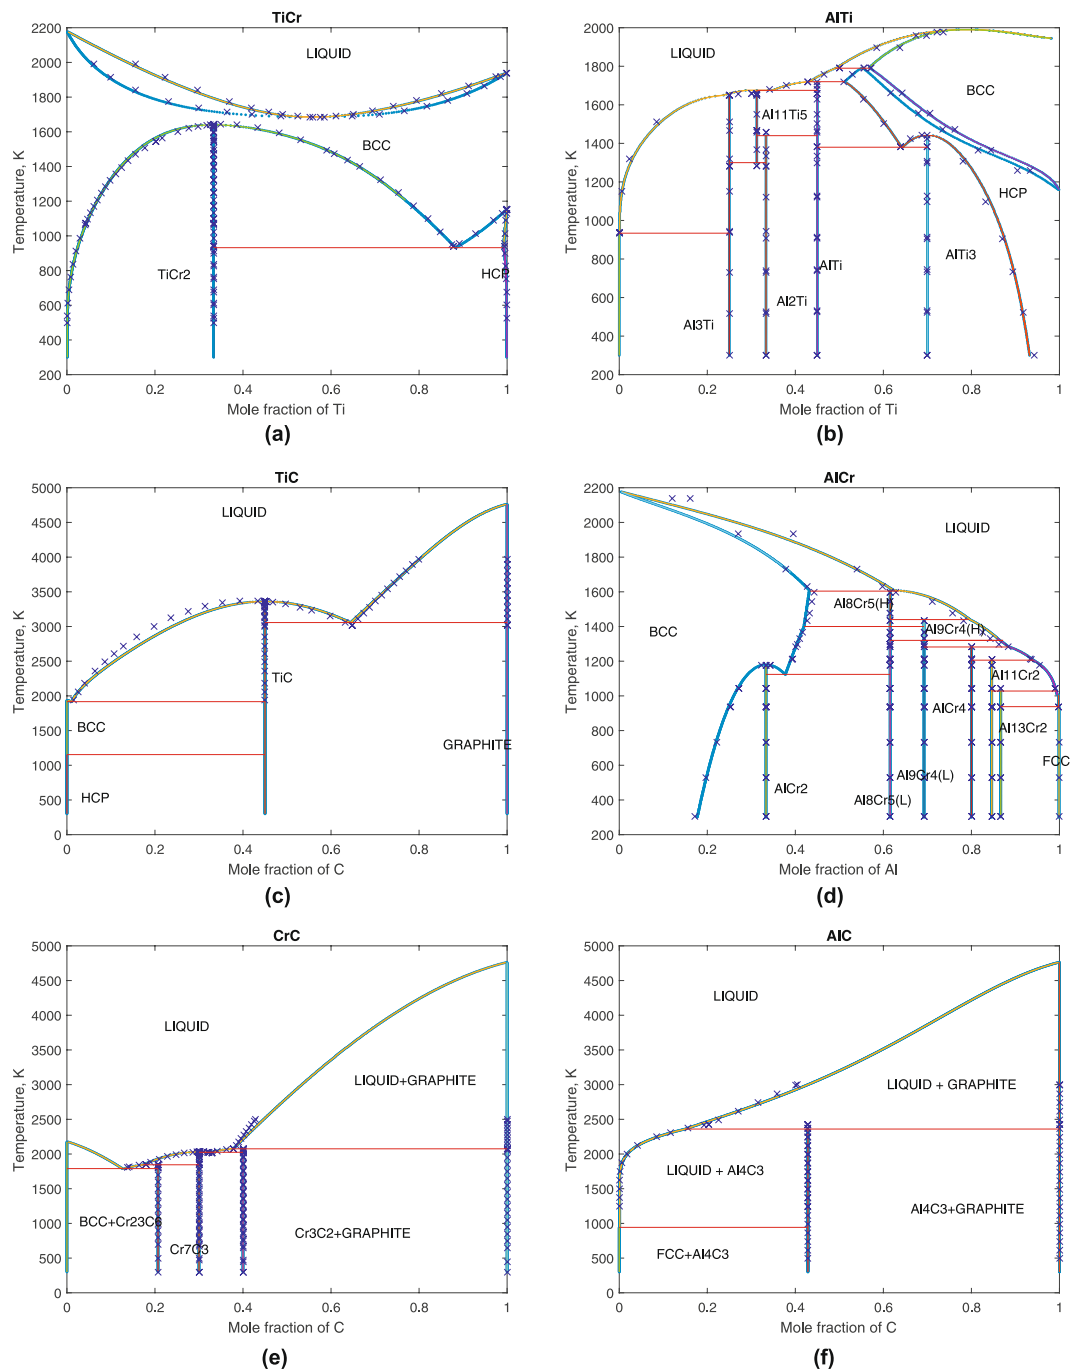 TiCr
2200
2000
1800
1600
1400
1200
1000
800
600
400
200
Temperature, K
LIQUID
BCC
TiCr2
HCP
0 0.2 0.4 0.6 0.8 1
Mole fraction of Ti
(a)
AlTi
2000
1800
1600
1400
1200
1000
800
600
400
200
Temperature, K
LIQUID
BCC
Al11Ti5
HCP
AlTi
AlTi3
Al2Ti
Al3Ti
0 0.2 0.4 0.6 0.8 1
Mole fraction of Ti
(b)
TiC
5000
4500
4000
3500
3000
2500
2000
1500
1000
500
0
Temperature, K
LIQUID
TiC
BCC
GRAPHITE
HCP
0 0.2 0.4 0.6 0.8 1
Mole fraction of C
(c)
AlCr
2200
2000
1800
1600
1400
1200
1000
800
600
400
200
Temperature, K
LIQUID
Al8Cr5(H)
BCC
Al9Cr4(H)
Al11Cr2
AlCr4
Al13Cr2
FCC
Al9Cr4(L)
AlCr2
Al8Cr5(L)
0 0.2 0.4 0.6 0.8 1
Mole fraction of Al
(d)
CrC
5000
4500
4000
3500
3000
2500
2000
1500
1000
500
0
Temperature, K
LIQUID
LIQUID+GRAPHITE
BCC+Cr23C6
Cr7C3
Cr3C2+GRAPHITE
0 0.2 0.4 0.6 0.8 1
Mole fraction of C
(e)
AlC
5000
4500
4000
3500
3000
2500
2000
1500
1000
500
0
Temperature, K
LIQUID
LIQUID + GRAPHITE
LIQUID + Al4C3
Al4C3+GRAPHITE
FCC+Al4C3
0 0.2 0.4 0.6 0.8 1
Mole fraction of C
(f)